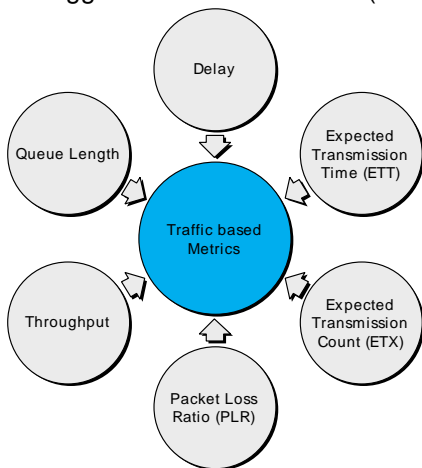 Delay
Queue Length
Expected
Transmission
Time (ETT)
Traffic based
Metrics
Throughput
Expected
Transmission
Count (ETX)
Packet Loss
Ratio (PLR)